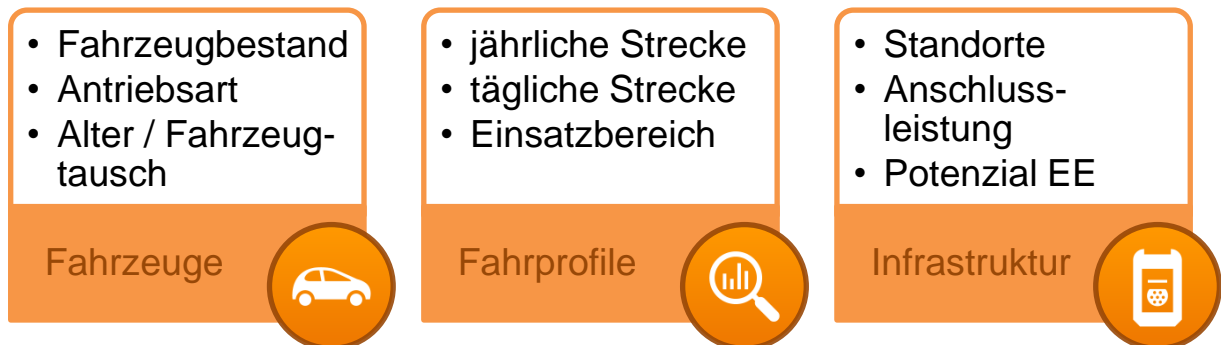 • Fahrzeugbestand
• Antriebsart
• Alter / Fahrzeug-
tausch
Fahrzeuge
• jährliche Strecke
• tägliche Strecke
• Einsatzbereich
Fahrprofile
• Standorte
• Anschluss-
leistung
• Potenzial EE
Infrastruktur